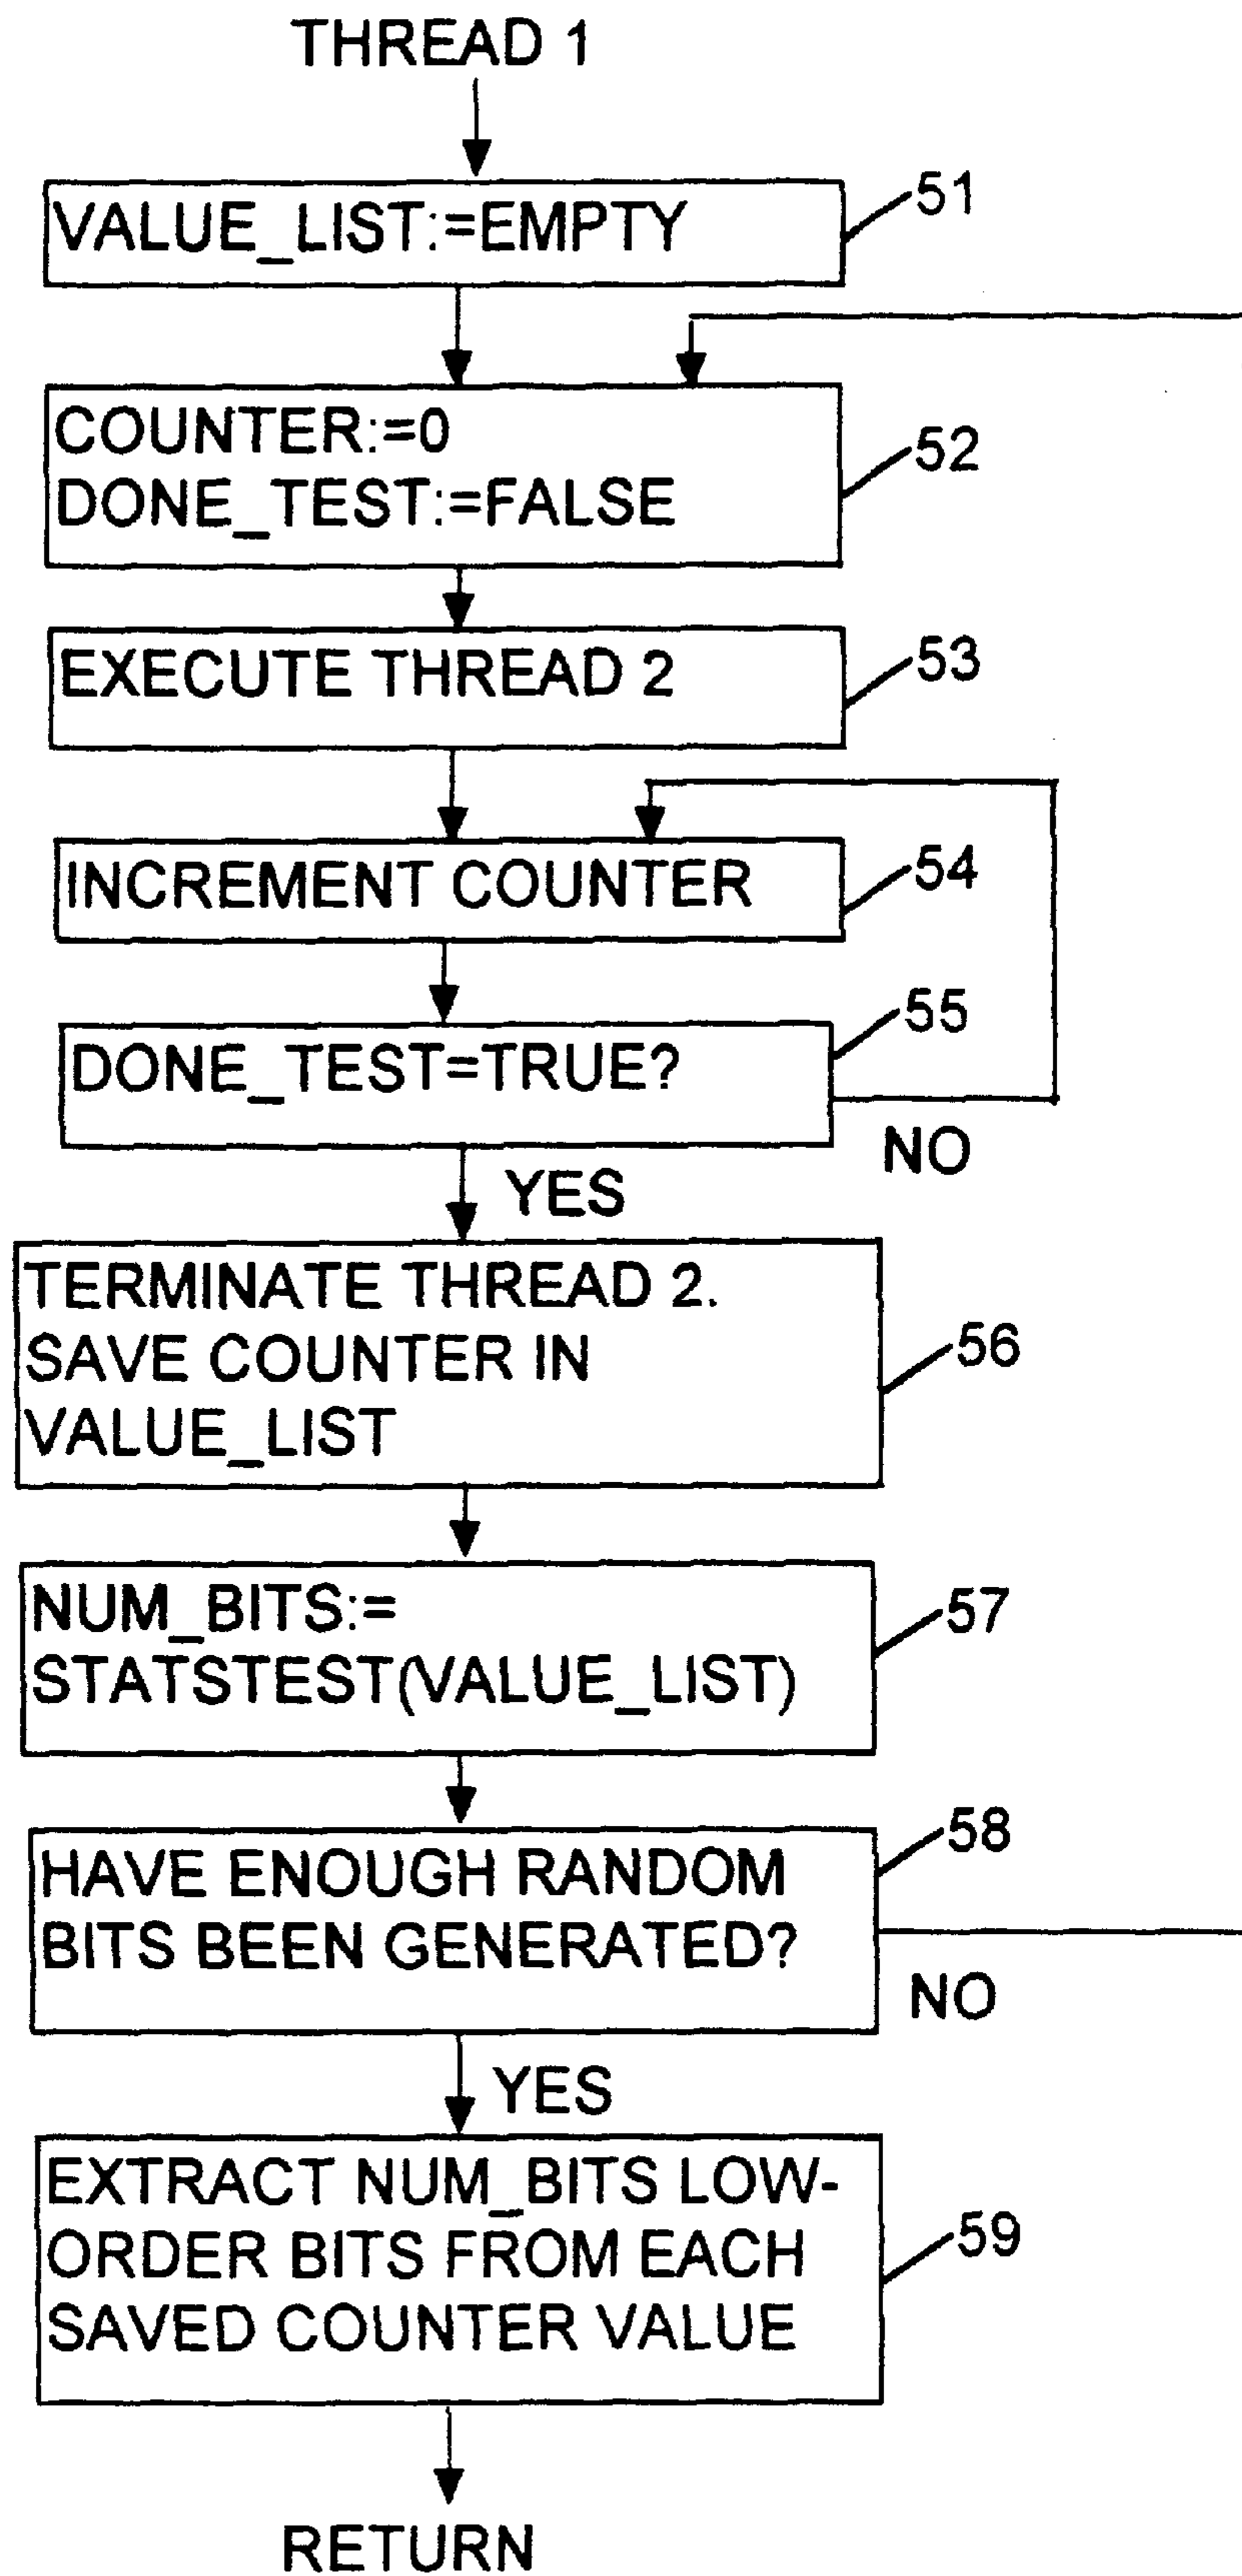 THREAD 1
VALUE_LIST:=EMPTY
51
COUNTER:=0
DONE_TEST:=FALSE
52
EXECUTE THREAD 2
53
INCREMENT COUNTER
54
DONE_TEST=TRUE?
55
NO
YES
TERMINATE THREAD 2.
SAVE COUNTER IN
VALUE_LIST
56
NUM_BITS:=
STATSTEST(VALUE_LIST)
57
HAVE ENOUGH RANDOM
BITS BEEN GENERATED?
58
NO
YES
EXTRACT NUM_BITS LOW-
ORDER BITS FROM EACH
SAVED COUNTER VALUE
59
RETURN